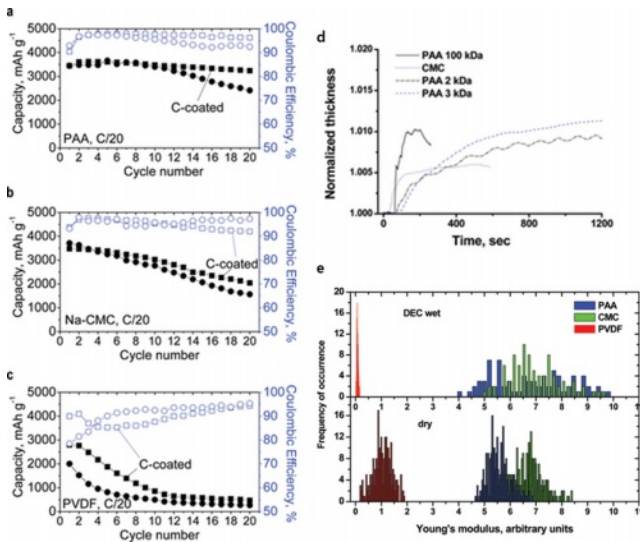 a
Capacity, mAh g⁻¹
5000
4000
3000
2000
1000
0
100
90
80
70
60
50
Coulombic Efficiency, %
C-coated
PAA, C/20
0 2 4 6 8 10 12 14 16 18 20
Cycle number
b
Capacity, mAh g⁻¹
5000
4000
3000
2000
1000
0
100
90
80
70
60
50
Coulombic Efficiency, %
C-coated
Na-CMC, C/20
0 2 4 6 8 10 12 14 16 18 20
Cycle number
c
Capacity, mAh g⁻¹
5000
4000
3000
2000
1000
0
100
90
80
70
60
50
Coulombic Efficiency, %
C-coated
PVDF, C/20
0 2 4 6 8 10 12 14 16 18 20
Cycle number
d
Normalized thickness
1.020
1.015
1.010
1.005
1.000
PAA 100 kDa
CMC
PAA 2 kDa
PAA 3 kDa
0 400 800 1200
Time, sec
e
Frequency of occurrence
20
16
12
8
4
0
DEC wet
PAA
CMC
PVDF
16
12
8
4
0
dry
0 1 2 3 4 5 6 7 8 9 10 11
Young's modulus, arbitrary units